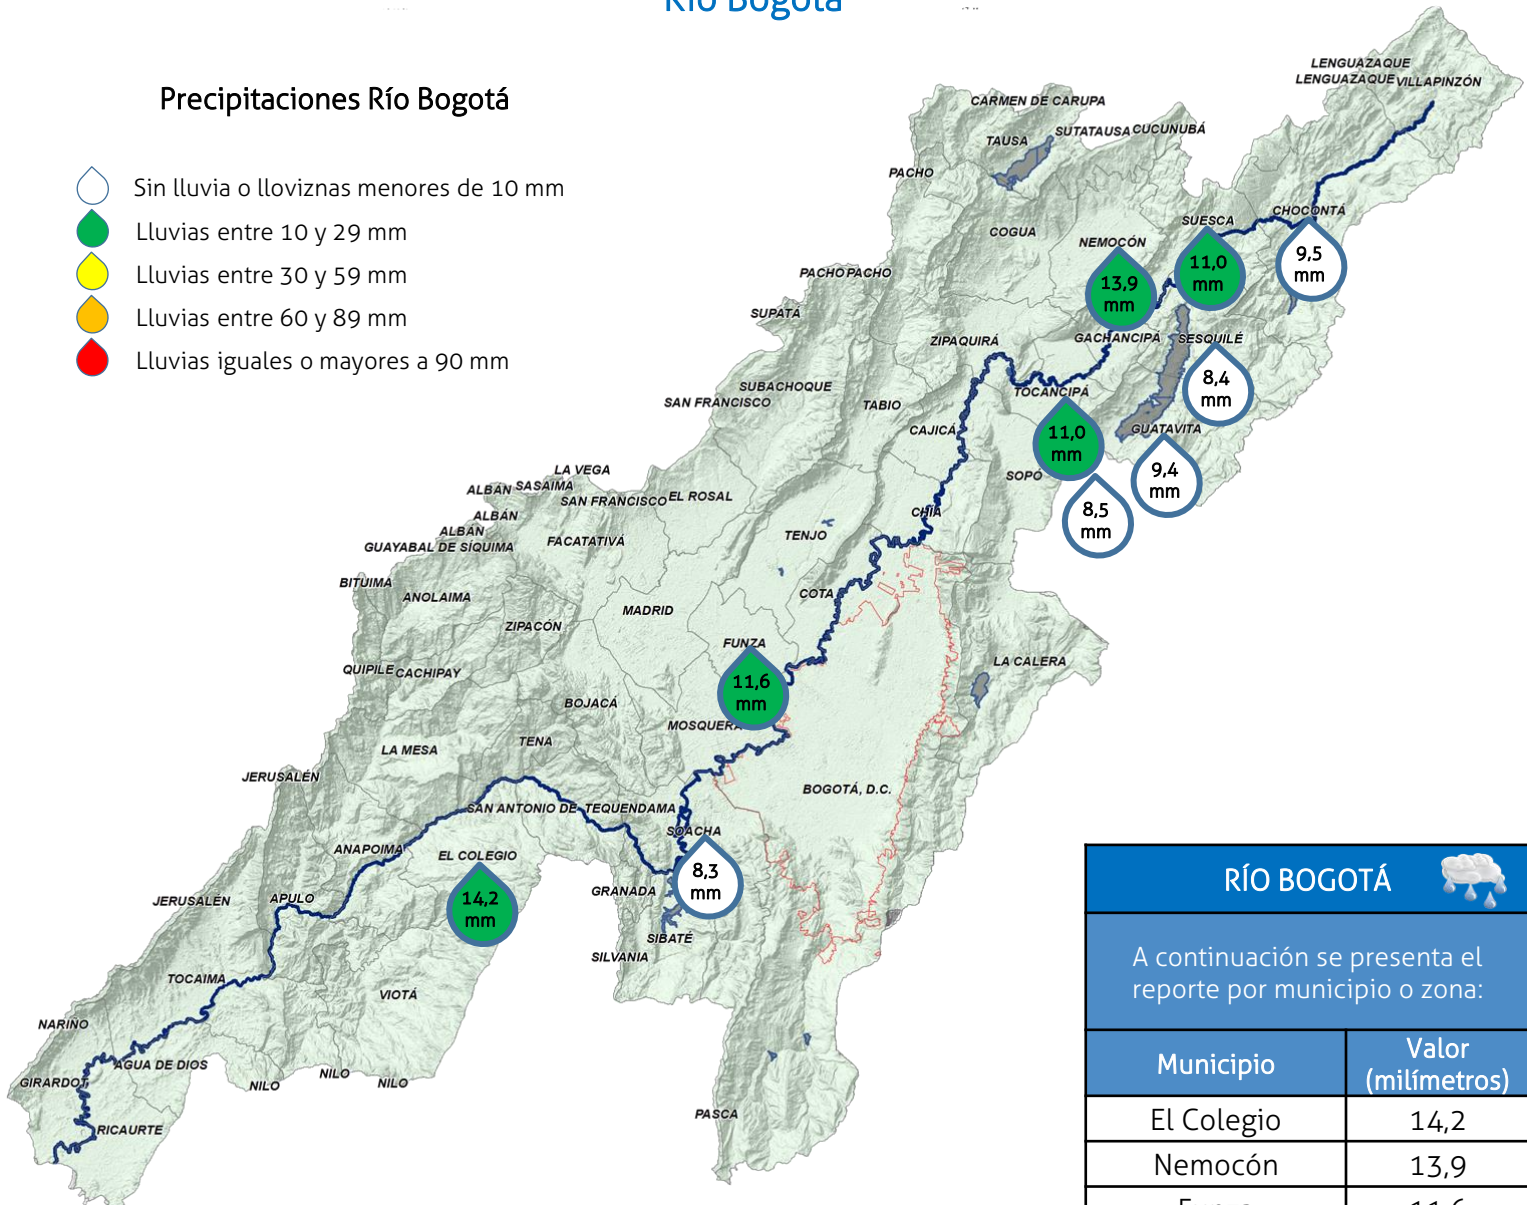 Río Bogotá
Precipitaciones Río Bogotá
Sin lluvia o lloviznas menores de 10 mm
Lluvias entre 10 y 29 mm
Lluvias entre 30 y 59 mm
Lluvias entre 60 y 89 mm
Lluvias iguales o mayores a 90 mm
LENGUAZAQUE
LENGUAZAQUE
VILLAPINZÓN
CARMEN DE CARUPA
TAUSA
SUTATAUSA
CUCUNUBÁ
PACHO
CHOCONTÁ
SUESCA
COGUA
NEMOCÓN
9,5
mm
11,0
mm
13,9
mm
PACHO
PACHO
SUPATÁ
ZIPAQUIRÁ
GACHANCIPÁ
SESQUILÉ
8,4
mm
SUBACHOQUE
SAN FRANCISCO
TABIO
TOCANCIPÁ
CAJICÁ
GUATAVITA
11,0
mm
9,4
mm
SOPÓ
8,5
mm
LA VEGA
ALBÁN
SASAIMA
SAN FRANCISCO
EL ROSAL
CHÍA
ALBÁN
ALBÁN
GUAYABAL DE SÍQUIMA
FACATATIVÁ
TENJO
BITUIMA
ANOLAIMA
COTA
MADRID
ZIPACÓN
FUNZA
LA CALERA
QUIPILE
CACHIPAY
11,6
mm
BOJACÁ
MOSQUERA
TENA
LA MESA
JERUSALÉN
BOGOTÁ, D.C.
SAN ANTONIO DE TEQUENDAMA
SOACHA
ANAPOIMA
EL COLEGIO
8,3
mm
GRANADA
JERUSALÉN
APULO
14,2
mm
SIBATÉ
SILVANIA
TOCAIMA
VIOTÁ
NARIÑO
AGUA DE DIOS
GIRARDOT
NILO
NILO
NILO
RICAURTE
PASCA
RÍO BOGOTÁ
A continuación se presenta el
reporte por municipio o zona:
Municipio
Valor
(milímetros)
El Colegio 14,2
Nemocón 13,9
Funza 11,6